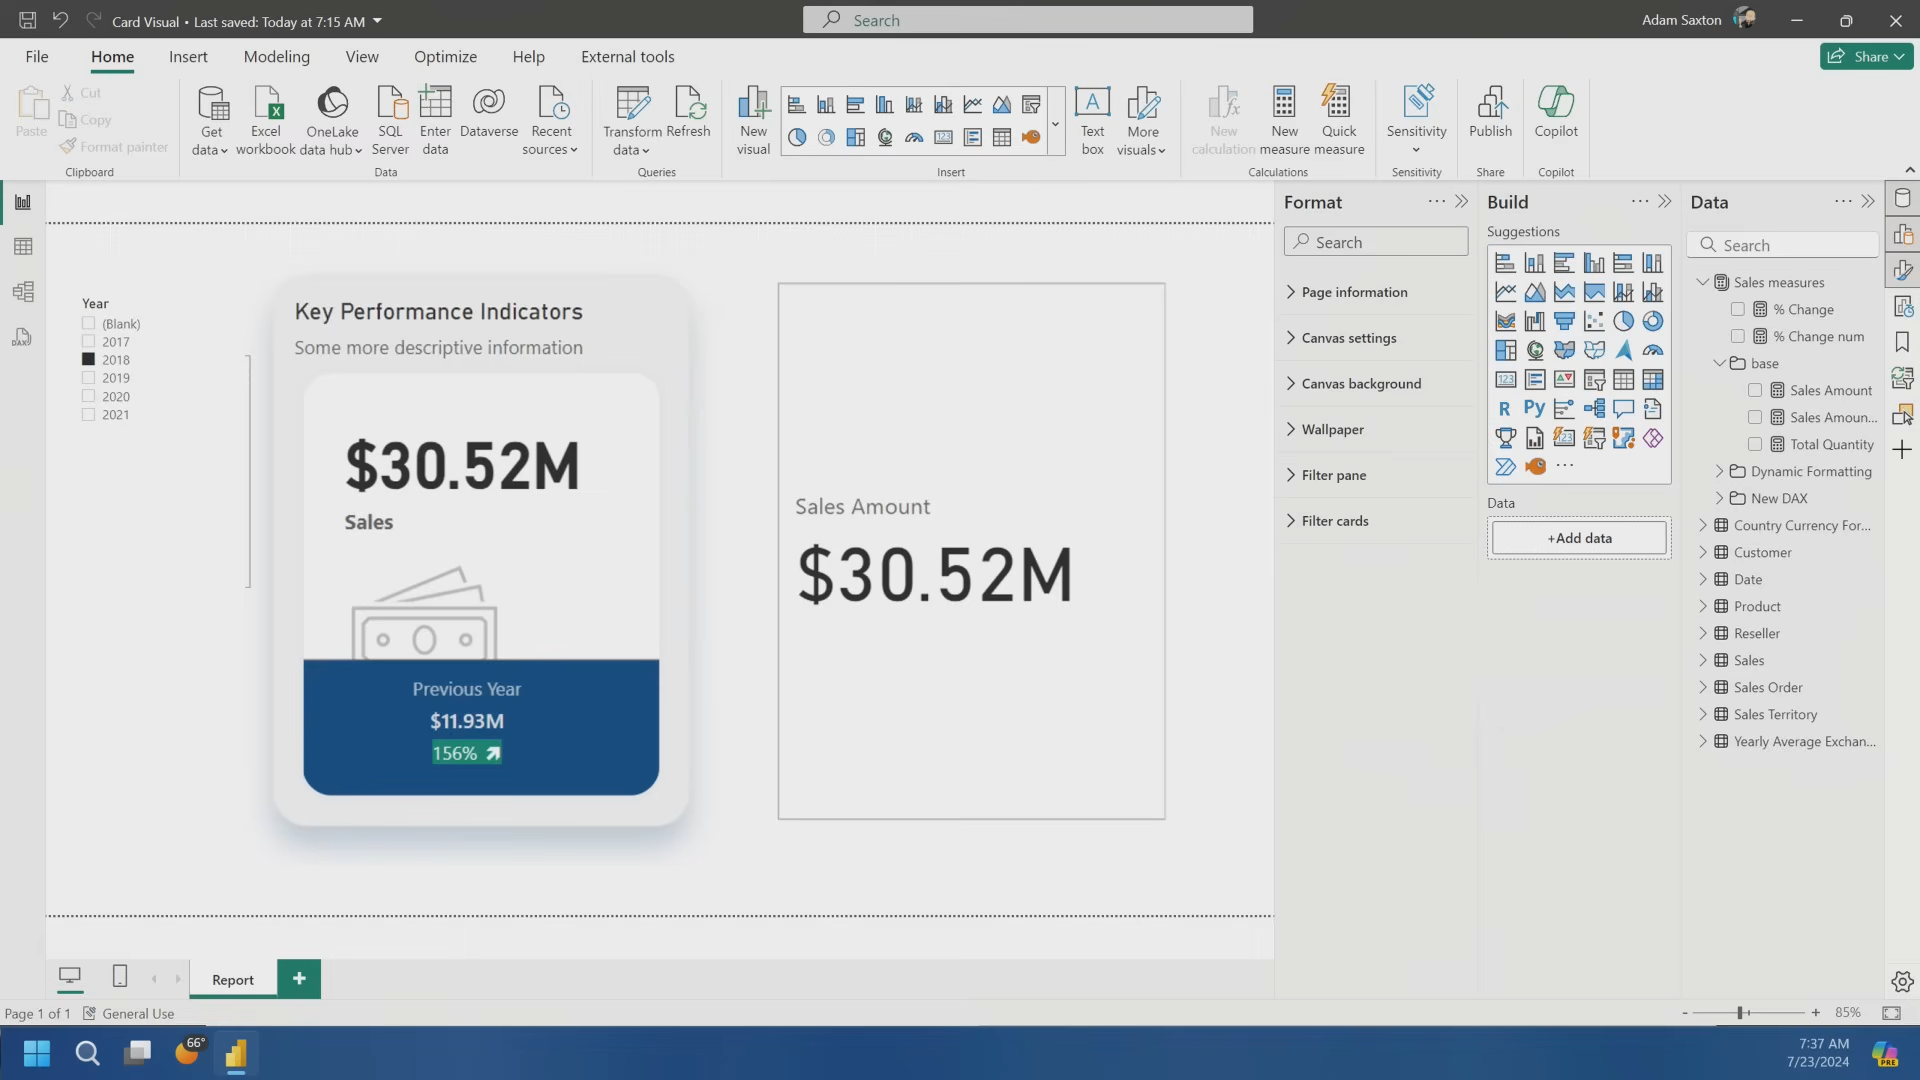 Card Visual • Last saved: Today at 7:15 AM
Search
Adam Saxton
File
Home
Insert
Modeling
View
Optimize
Help
External tools
Share
Paste
Cut
Copy
Format painter
Clipboard
Get data
Excel workbook
OneLake data hub
SQL Server
Enter data
Dataverse
Recent sources
Data
Transform data
Refresh
Queries
New visual
Text box
More visuals
Insert
New calculation
New measure
Quick measure
Calculations
Sensitivity
Sensitivity
Publish
Share
Copilot
Copilot
Year
(Blank)
2017
2018
2019
2020
2021
Key Performance Indicators
Some more descriptive information
$30.52M
Sales
Previous Year
$11.93M
156%
Sales Amount
$30.52M
Format
Search
Page information
Canvas settings
Canvas background
Wallpaper
Filter pane
Filter cards
Build
Suggestions
R
Py
Data
+Add data
Data
Search
Sales measures
% Change
% Change num
base
Sales Amount
Sales Amoun...
Total Quantity
Dynamic Formatting
New DAX
Country Currency For...
Customer
Date
Product
Reseller
Sales
Sales Order
Sales Territory
Yearly Average Exchan...
Report
Page 1 of 1
General Use
85%
66°
7:37 AM
7/23/2024
PRE